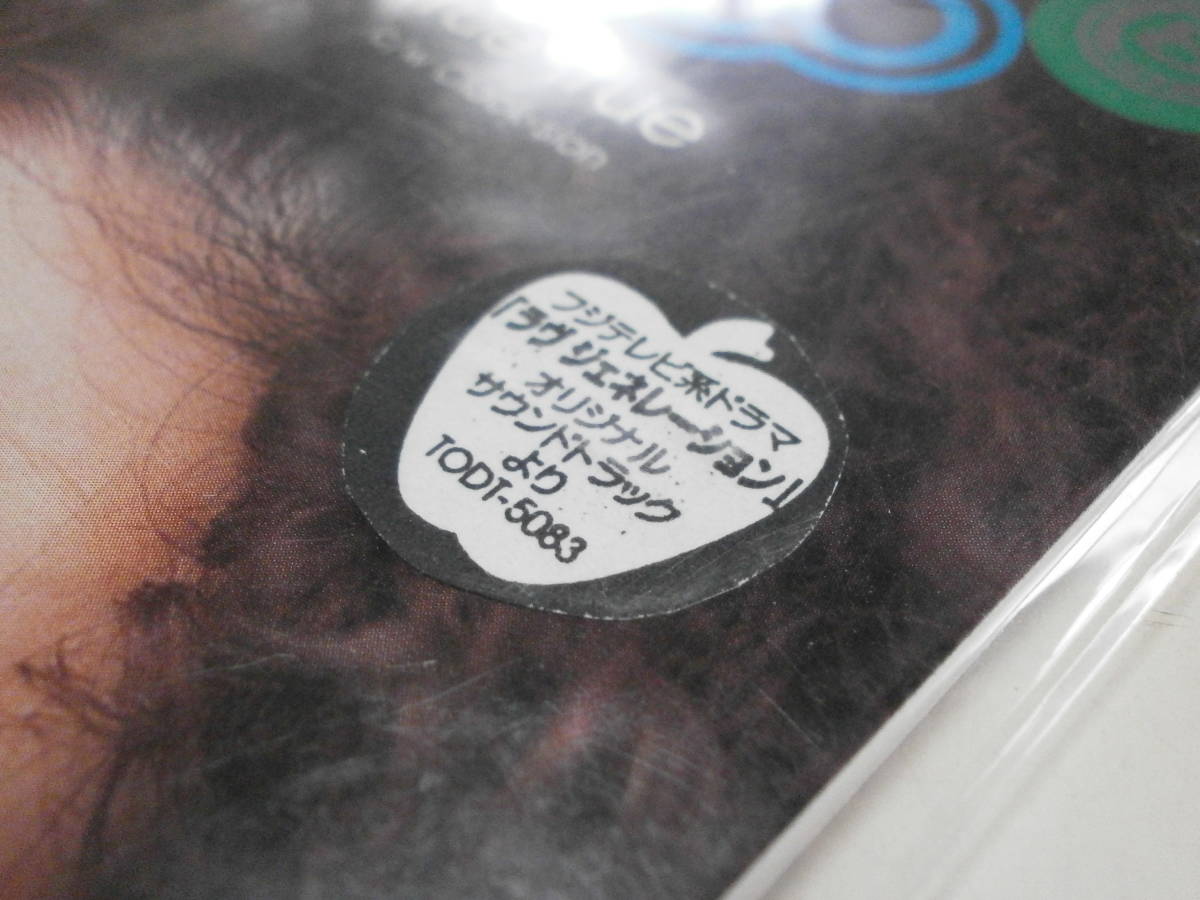 ue
フジテレビ系ドラマ
「ラヴ ジェネレーション」
オリジナル
サウンドトラック
より
TODT-5083